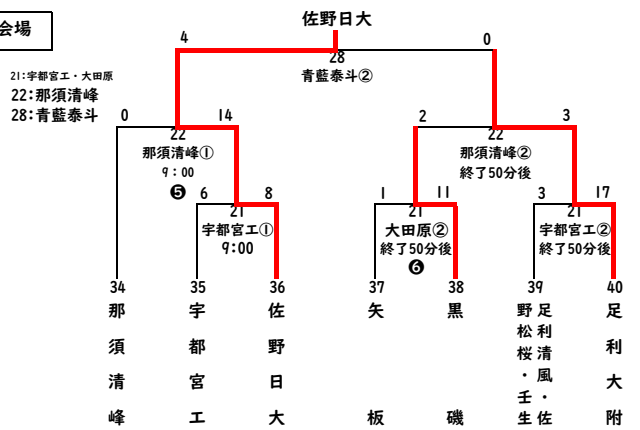 会場
佐野日大
4
0
28
青藍泰斗②
21:宇都宮工・大田原
22:那須清峰
28:青藍泰斗
0
14
2
3
22
那須清峰①
9:00
❺
22
那須清峰②
終了50分後
6
8
1
11
3
17
21
宇都宮工①
9:00
21
大田原②
終了50分後
❻
21
宇都宮工②
終了50分後
34
35
36
37
38
39
40
那須清峰
宇都宮工
佐野日大
矢板
黒磯
足利清風・佐
野松桜・壬生
足利大附